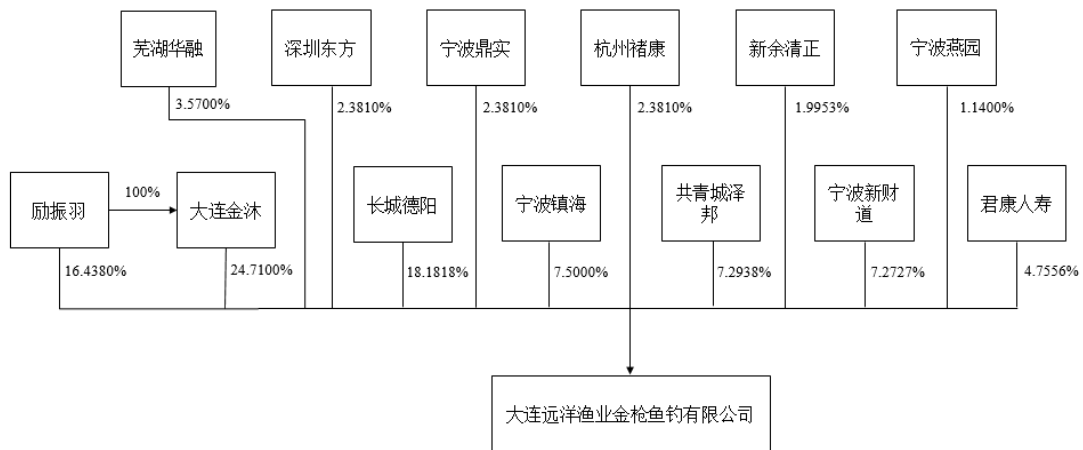 芜湖华融
深圳东方
宁波鼎实
杭州褚康
新余清正
宁波燕园
3.5700%
2.3810%
2.3810%
2.3810%
1.9953%
1.1400%
励振羽
100%
大连金沐
长城德阳
宁波镇海
共青城泽
邦
宁波新财
道
君康人寿
16.4380%
24.7100%
18.1818%
7.5000%
7.2938%
7.2727%
4.7556%
大连远洋渔业金枪鱼钓有限公司